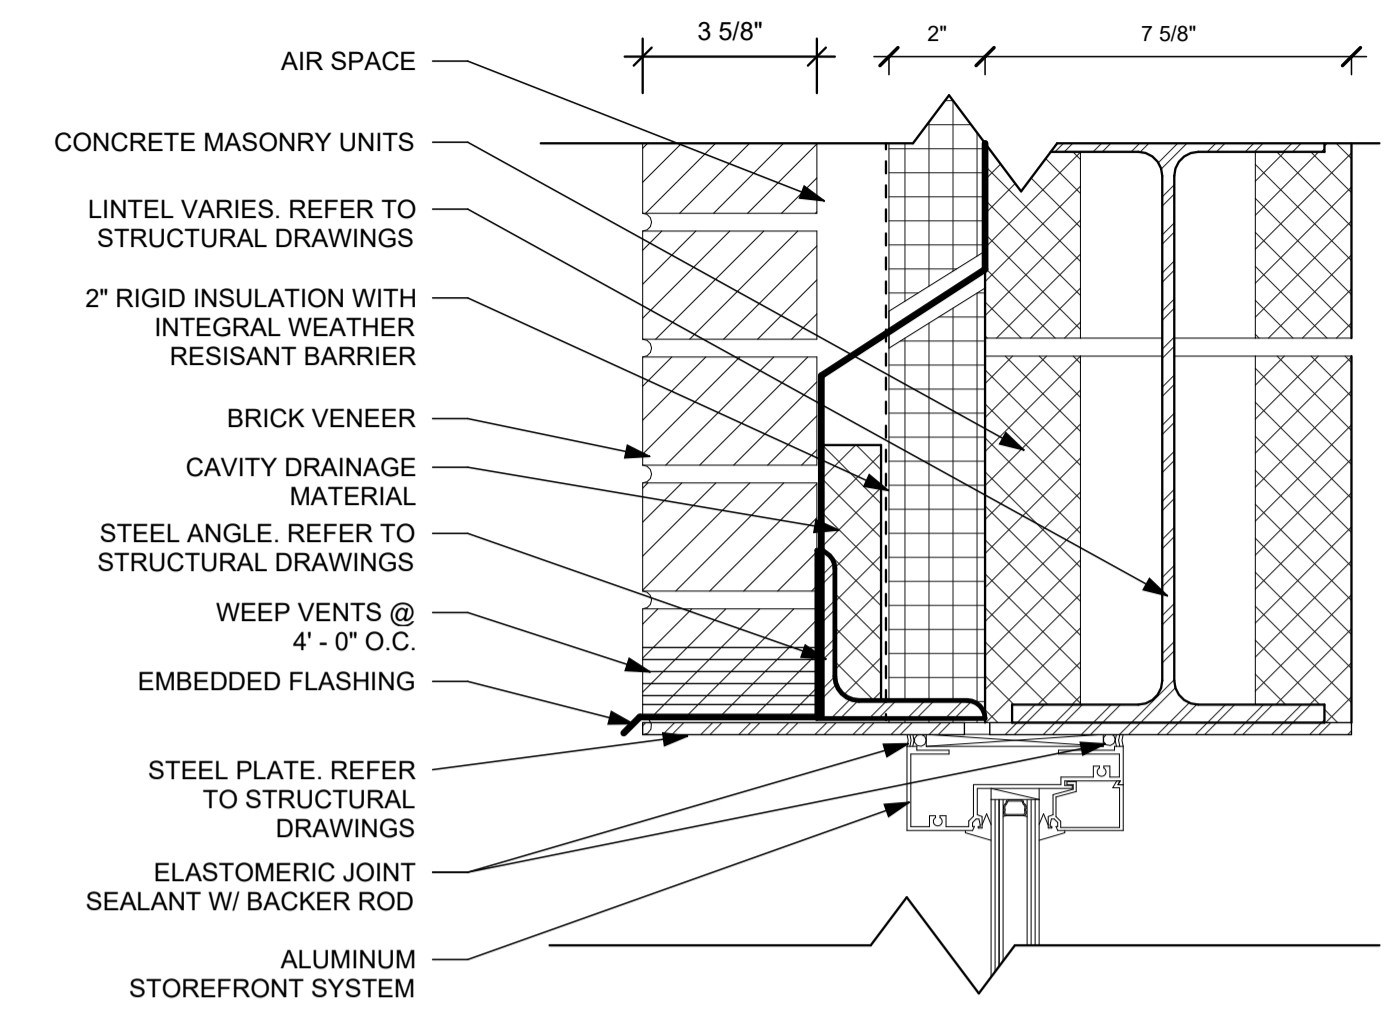 3 5/8"
2"
7 5/8"
AIR SPACE
CONCRETE MASONRY UNITS
LINTEL VARIES. REFER TO
STRUCTURAL DRAWINGS
2" RIGID INSULATION WITH
INTEGRAL WEATHER
RESISANT BARRIER
BRICK VENEER
CAVITY DRAINAGE
MATERIAL
STEEL ANGLE. REFER TO
STRUCTURAL DRAWINGS
WEEP VENTS @
4' - 0" O.C.
EMBEDDED FLASHING
STEEL PLATE. REFER
TO STRUCTURAL
DRAWINGS
ELASTOMERIC JOINT
SEALANT W/ BACKER ROD
ALUMINUM
STOREFRONT SYSTEM